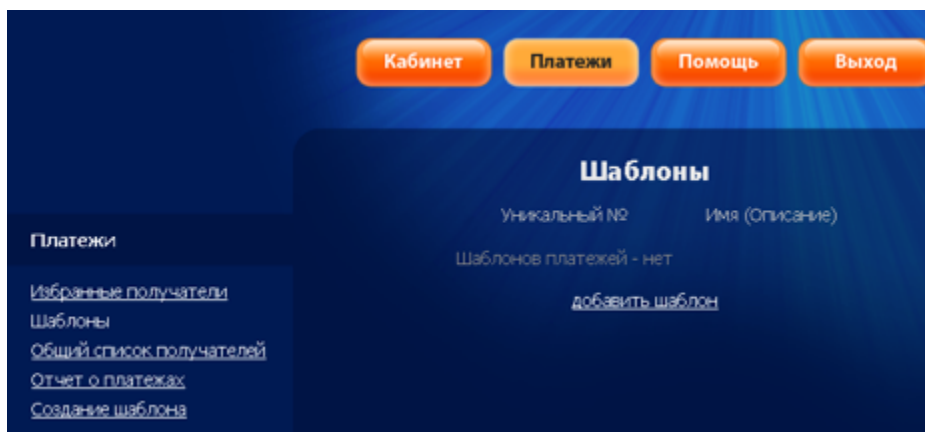 Кабинет Платежи Помощь Выход
Шаблоны
Уникальный № Имя (Описание)
Шаблонов платежей - нет
добавить шаблон
Платежи
Избранные получатели
Шаблоны
Общий список получателей
Отчет о платежах
Создание шаблона